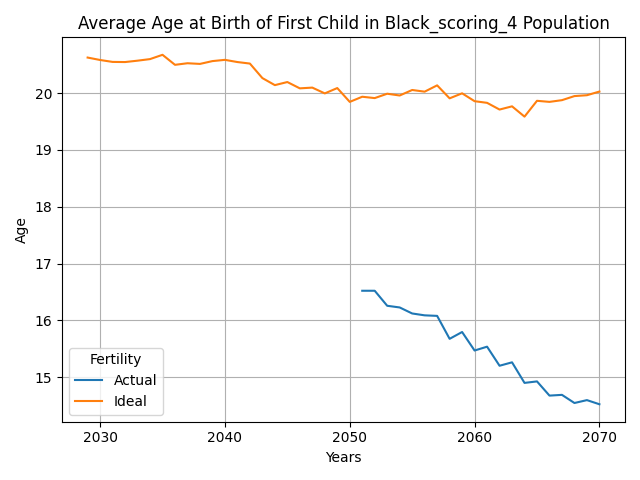 Average Age at Birth of First Child in Black_scoring_4 Population
Age
20
19
18
17
16
15
Fertility
Actual
Ideal
2030 2040 2050 2060 2070
Years